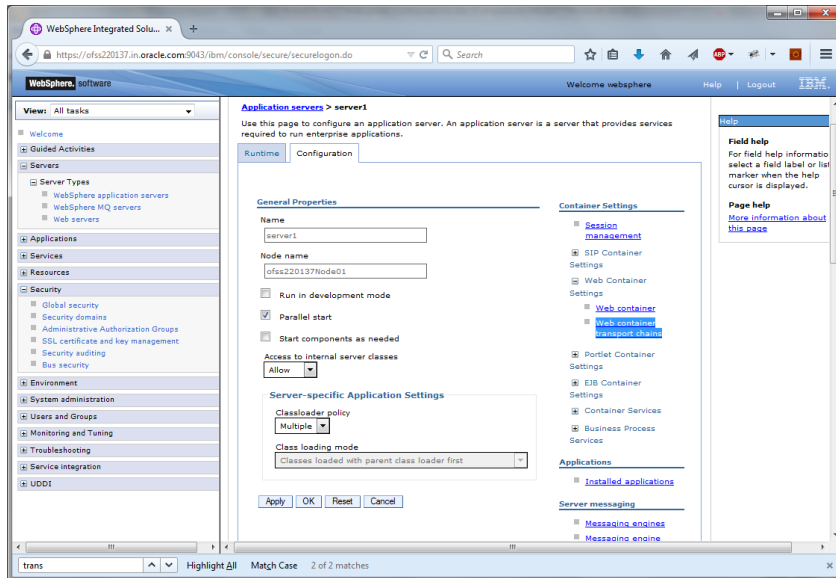 WebSphere Integrated Solu...
https://ofss220137.in.oracle.com:9043/ibm/console/secure/securelogon.do
Search
ABP
WebSphere. software
Welcome websphere
Help | Logout
IBM.
View: All tasks
Welcome
Guided Activities
Servers
Server Types
WebSphere application servers
WebSphere MQ servers
Web servers
Applications
Services
Resources
Security
Global security
Security domains
Administrative Authorization Groups
SSL certificate and key management
Security auditing
Bus security
Environment
System administration
Users and Groups
Monitoring and Tuning
Troubleshooting
Service integration
UDDI
Application servers > server1
Use this page to configure an application server. An application server is a server that provides services
required to run enterprise applications.
Runtime
Configuration
General Properties
Name
server1
Node name
ofss220137Node01
Run in development mode
Parallel start
Start components as needed
Access to internal server classes
Allow
Server-specific Application Settings
Classloader policy
Multiple
Class loading mode
Classes loaded with parent class loader first
Apply
OK
Reset
Cancel
Container Settings
Session
management
SIP Container
Settings
Web Container
Settings
Web container
Web container
transport chains
Portlet Container
Settings
EJB Container
Settings
Container Services
Business Process
Services
Applications
Installed applications
Server messaging
Messaging engines
Messaging engine
Help
Field help
For field help informatio
select a field label or list
marker when the help
cursor is displayed.
Page help
More information about
this page
trans
Highlight All
Match Case
2 of 2 matches